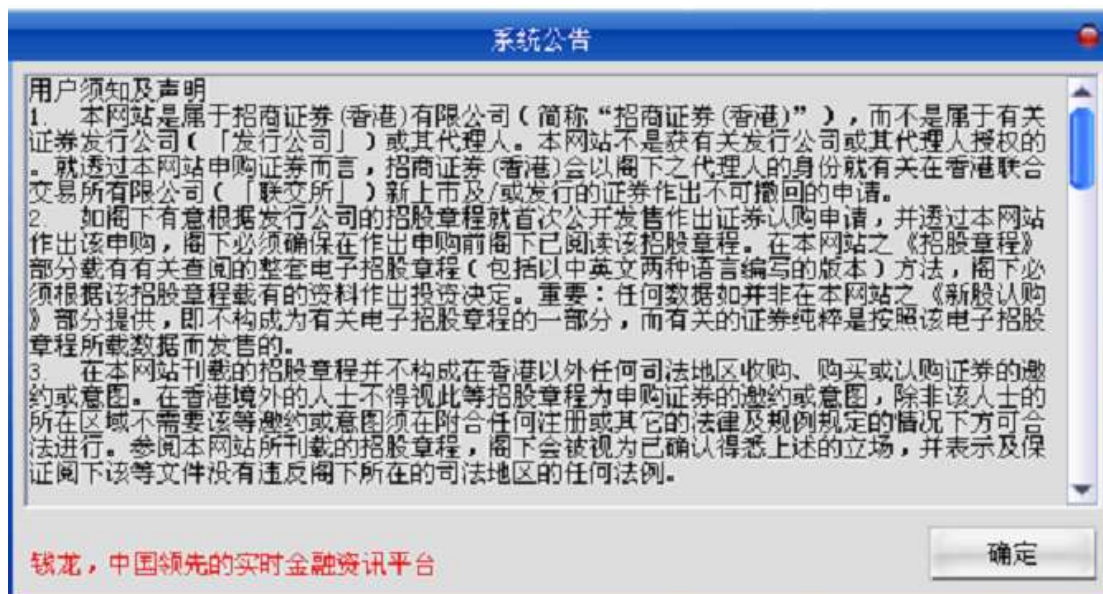 系统公告
用户须知及声明
1.　本网站是属于招商证券(香港)有限公司（简称“招商证券(香港)”），而不是属于有关
证券发行公司（「发行公司」）或其代理人。本网站不是获有关发行公司或其代理人授权的
。就透过本网站申购证券而言，招商证券(香港)会以阁下之代理人的身份就有关在香港联合
交易所有限公司（「联交所」）新上市及/或发行的证券作出不可撤回的申请。
2.　如阁下有意根据发行公司的招股章程就首次公开发售作出证券认购申请，并透过本网站
作出该申购，阁下必须确保在作出申购前阁下已阅读该招股章程。在本网站之《招股章程》
部分载有有关查阅的整套电子招股章程（包括以中英文两种语言编写的版本）方法，阁下必
须根据该招股章程载有的资料作出投资决定。重要：任何数据如并非在本网站之《新股认购
》部分提供，即不构成为有关电子招股章程的一部分，而有关的证券纯粹是按照该电子招股
章程所载数据而发售的。
3.　在本网站刊载的招股章程并不构成在香港以外任何司法地区收购、购买或认购证券的邀
约或意图。在香港境外的人士不得视此等招股章程为申购证券的邀约或意图，除非该人士的
所在区域不需要该等邀约或意图须在附合任何注册或其它的法律及规例规定的情况下方可合
法进行。参阅本网站所刊载的招股章程，阁下会被视为已确认得悉上述的立场，并表示及保
证阅下该等文件没有违反阁下所在的司法地区的任何法例。
钱龙，中国领先的实时金融资讯平台
确定